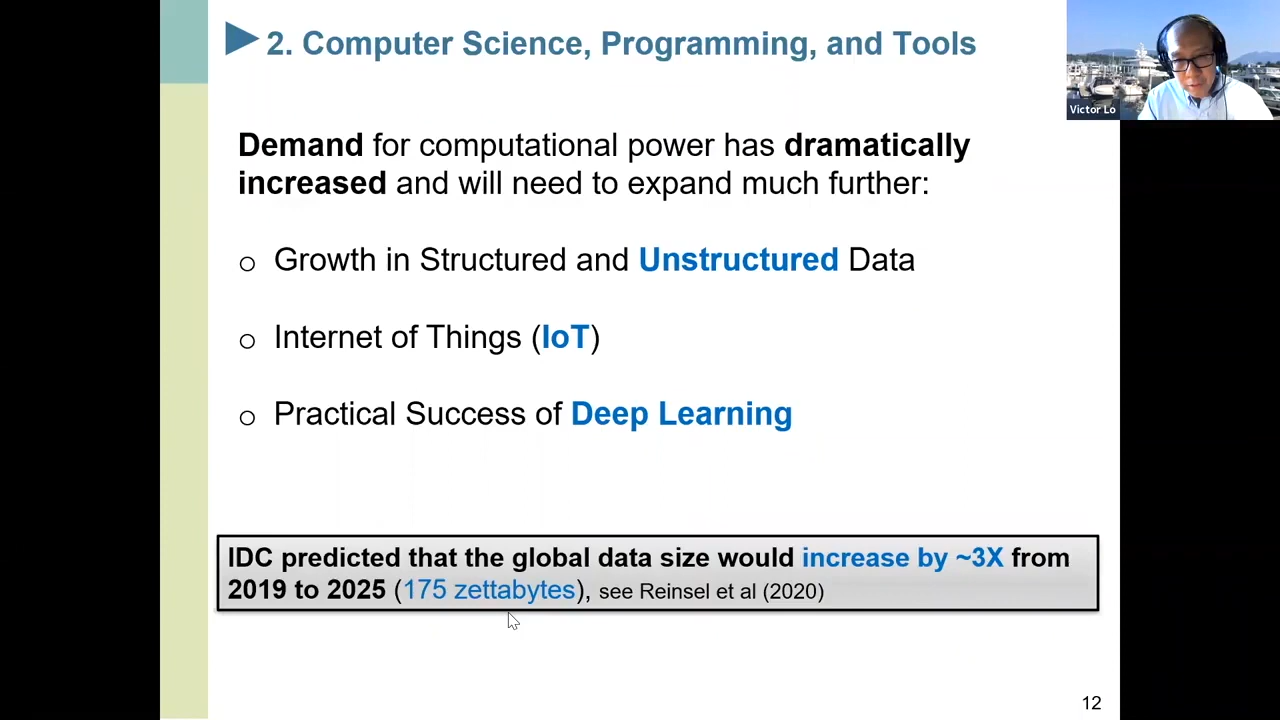 2. Computer Science, Programming, and Tools
Victor Lo
Demand for computational power has dramatically
increased and will need to expand much further:
o Growth in Structured and Unstructured Data
o Internet of Things (IoT)
o Practical Success of Deep Learning
IDC predicted that the global data size would increase by ~3X from
2019 to 2025 (175 zettabytes), see Reinsel et al (2020)
12